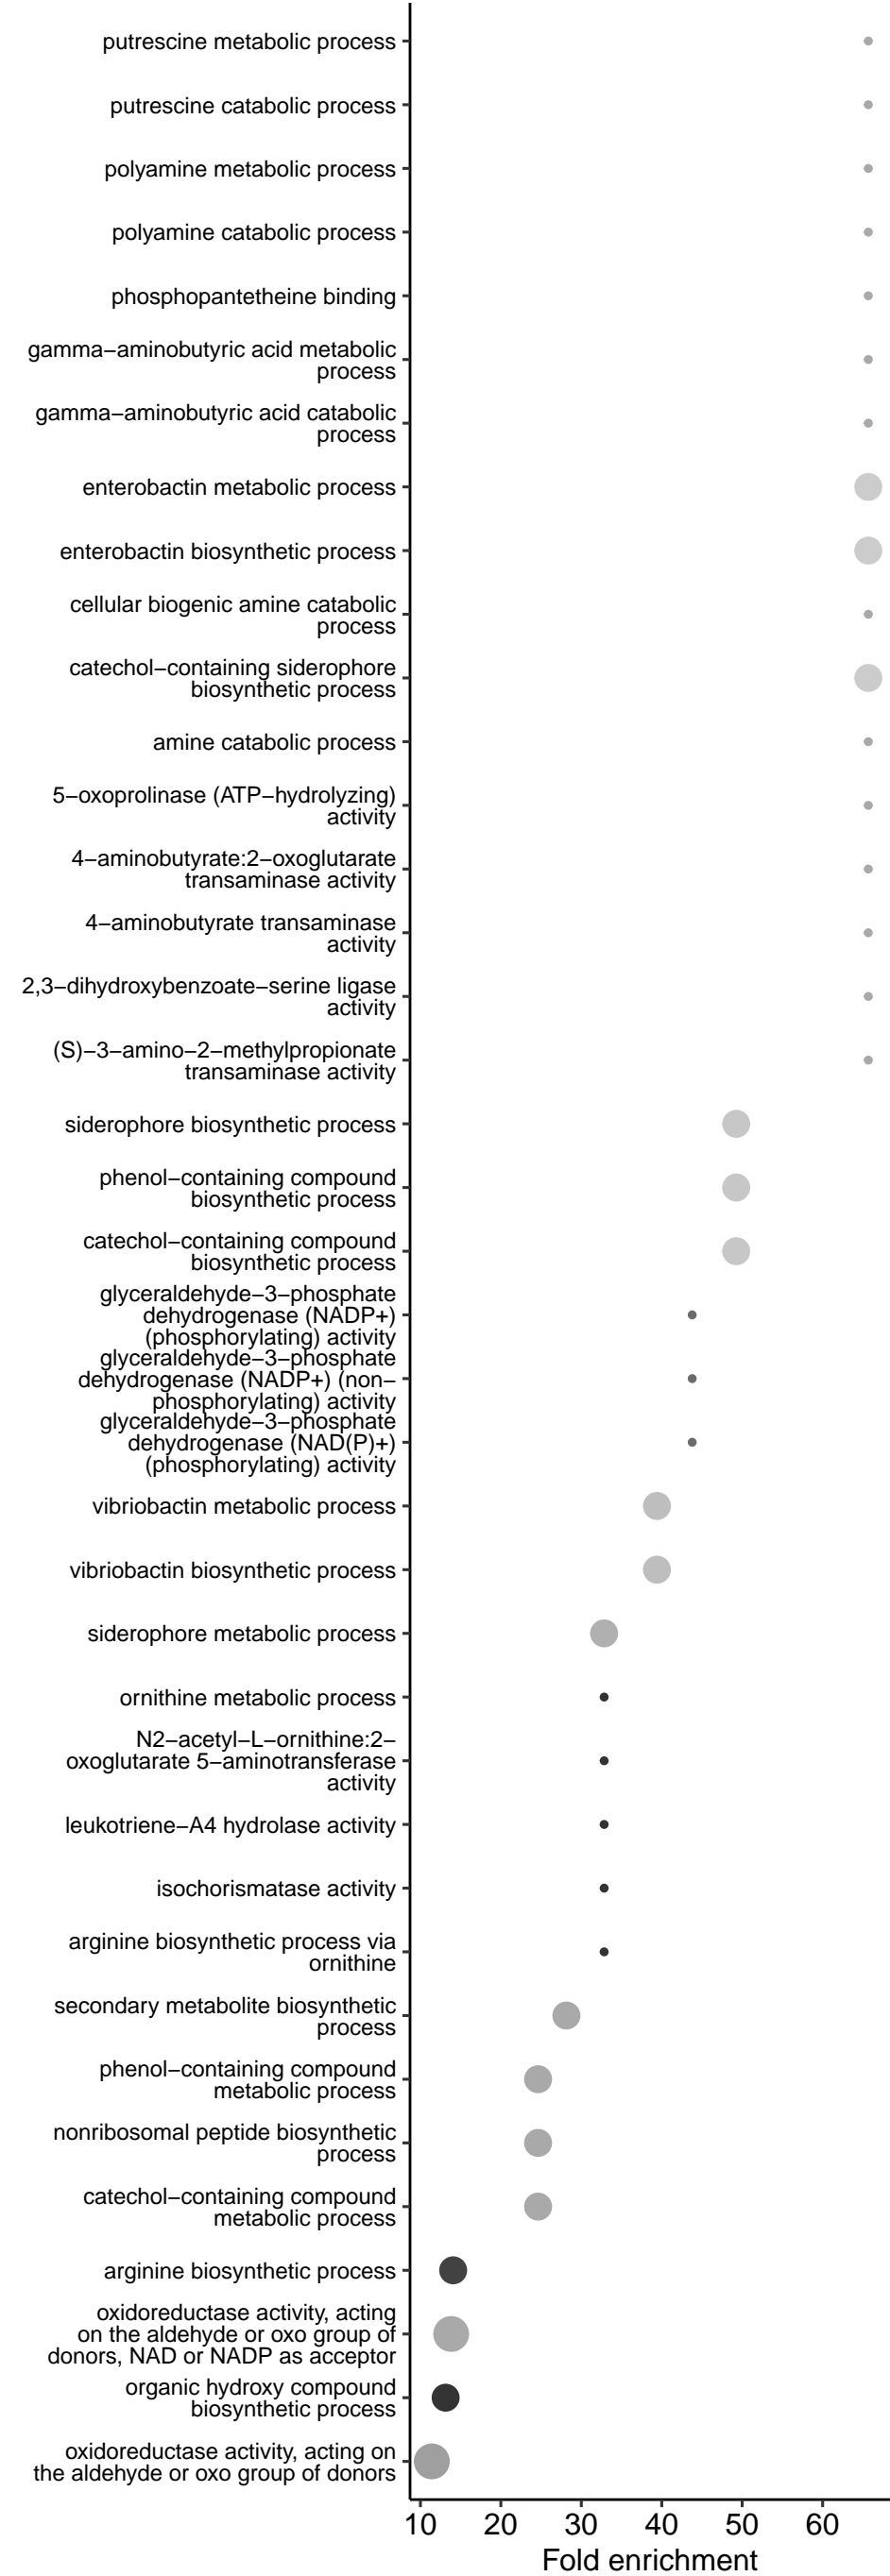 putrescine metabolic process
putrescine catabolic process
polyamine metabolic process
polyamine catabolic process
phosphopantetheine binding
gamma−aminobutyric acid metabolic
process
gamma−aminobutyric acid catabolic
process
enterobactin metabolic process
enterobactin biosynthetic process
cellular biogenic amine catabolic
process
catechol−containing siderophore
biosynthetic process
amine catabolic process
5−oxoprolinase (ATP−hydrolyzing)
activity
4−aminobutyrate:2−oxoglutarate
transaminase activity
4−aminobutyrate transaminase
activity
2,3−dihydroxybenzoate−serine ligase
activity
(S)−3−amino−2−methylpropionate
transaminase activity
siderophore biosynthetic process
phenol−containing compound
biosynthetic process
catechol−containing compound
biosynthetic process
glyceraldehyde−3−phosphate
dehydrogenase (NADP+)
(phosphorylating) activity
glyceraldehyde−3−phosphate
dehydrogenase (NADP+) (non−
phosphorylating) activity
glyceraldehyde−3−phosphate
dehydrogenase (NAD(P)+)
(phosphorylating) activity
vibriobactin metabolic process
vibriobactin biosynthetic process
siderophore metabolic process
ornithine metabolic process
N2−acetyl−L−ornithine:2−
oxoglutarate 5−aminotransferase
activity
leukotriene−A4 hydrolase activity
isochorismatase activity
arginine biosynthetic process via
ornithine
secondary metabolite biosynthetic
process
phenol−containing compound
metabolic process
nonribosomal peptide biosynthetic
process
catechol−containing compound
metabolic process
arginine biosynthetic process
oxidoreductase activity, acting
on the aldehyde or oxo group of
donors, NAD or NADP as acceptor
organic hydroxy compound
biosynthetic process
oxidoreductase activity, acting on
the aldehyde or oxo group of donors
10 20 30 40 50 60
Fold enrichment